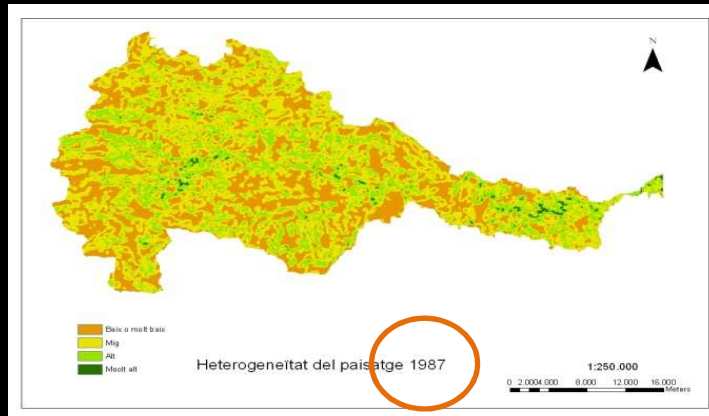 N
Baix o molt baix
Mig
Alt
Moolt alt
Heterogeneïtat del paisatge 1987
1:250.000
0 2.0004.000 8.000 12.000 16.000
Meters